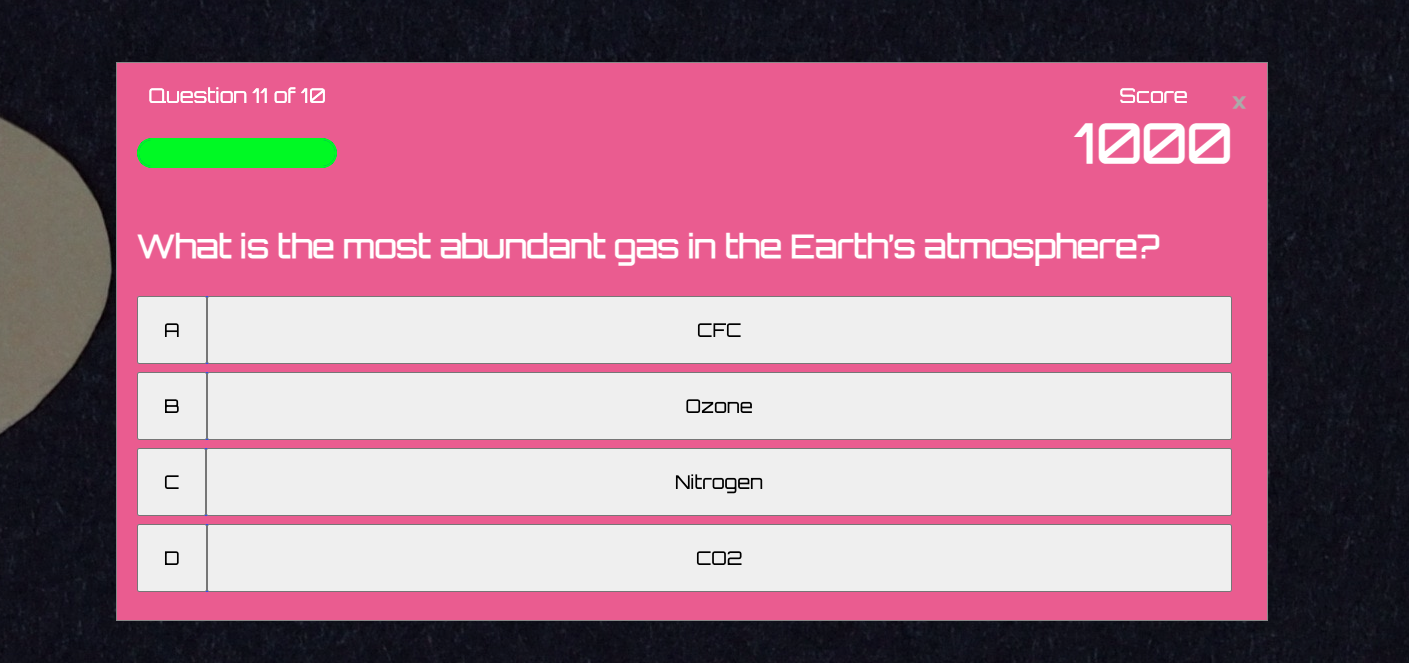 Question 11 of 10
Score
x
1000
What is the most abundant gas in the Earth's atmosphere?
A CFC
B Ozone
C Nitrogen
D CO2